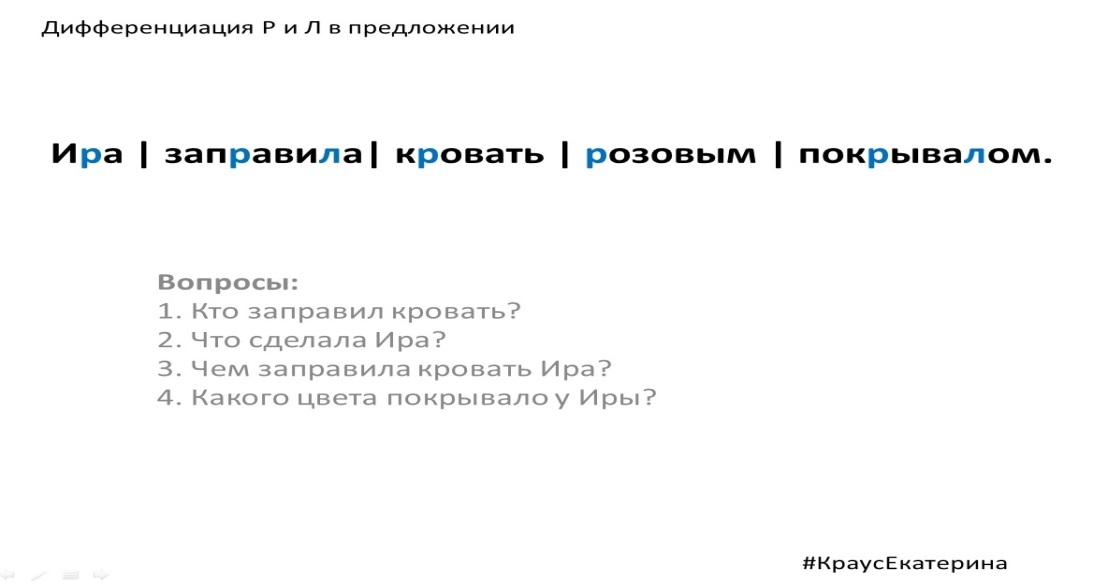 Дифференциация Р и Л в предложении
Ира | заправила| кровать | розовым | покрывалом.
Вопросы:
1. Кто заправил кровать?
2. Что сделала Ира?
3. Чем заправила кровать Ира?
4. Какого цвета покрывало у Иры?
#КраусЕкатерина